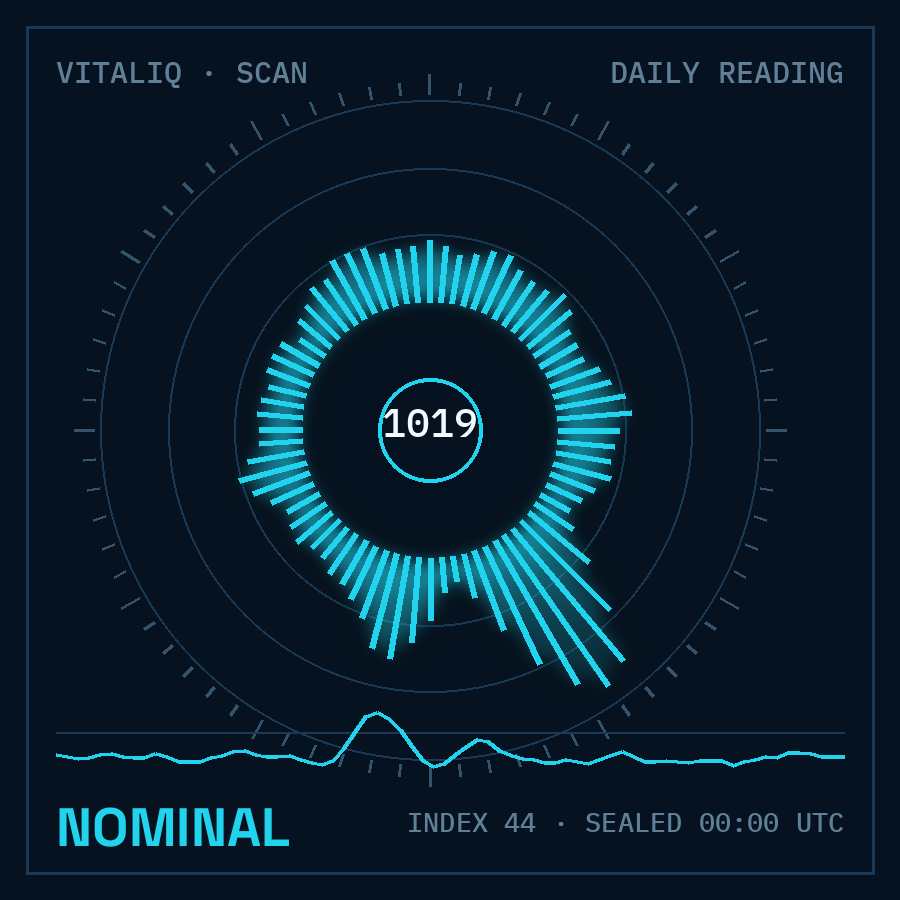 VITALIQ · SCAN
DAILY READING
1019
NOMINAL
INDEX 44 · SEALED 00:00 UTC